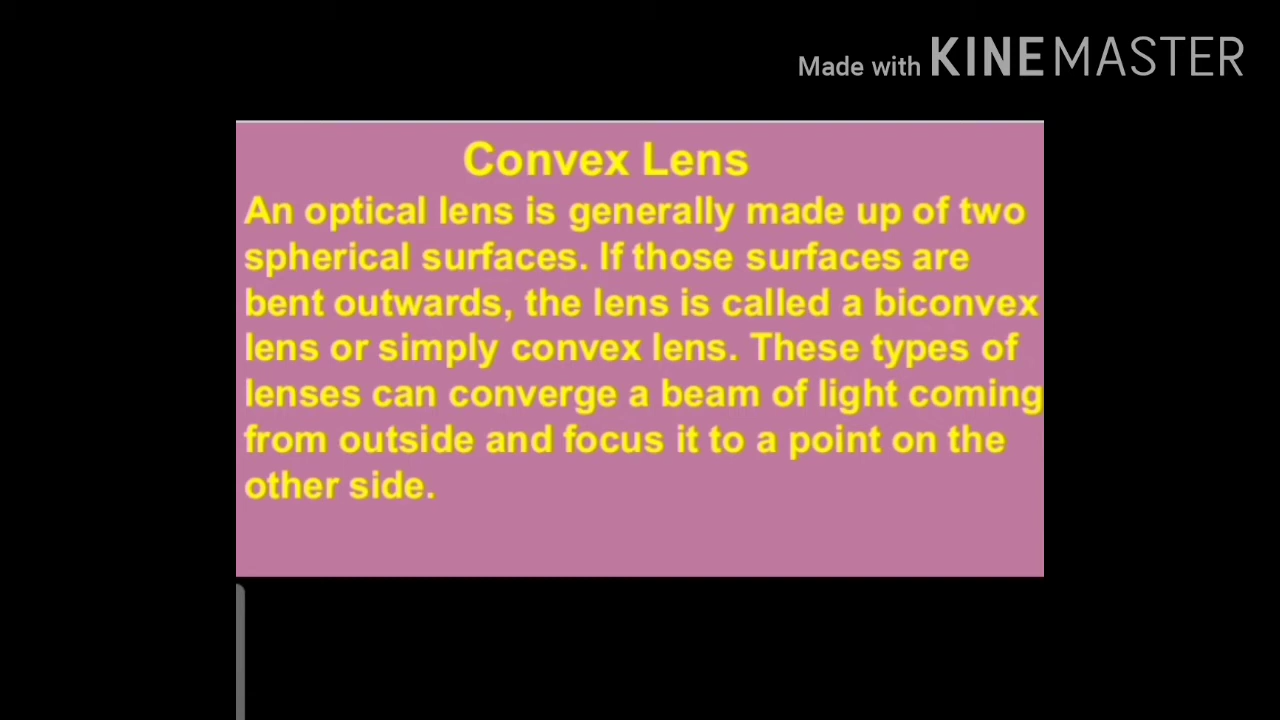 Made with KINEMASTER
Convex Lens
An optical lens is generally made up of two
spherical surfaces. If those surfaces are
bent outwards, the lens is called a biconvex
lens or simply convex lens. These types of
lenses can converge a beam of light coming
from outside and focus it to a point on the
other side.